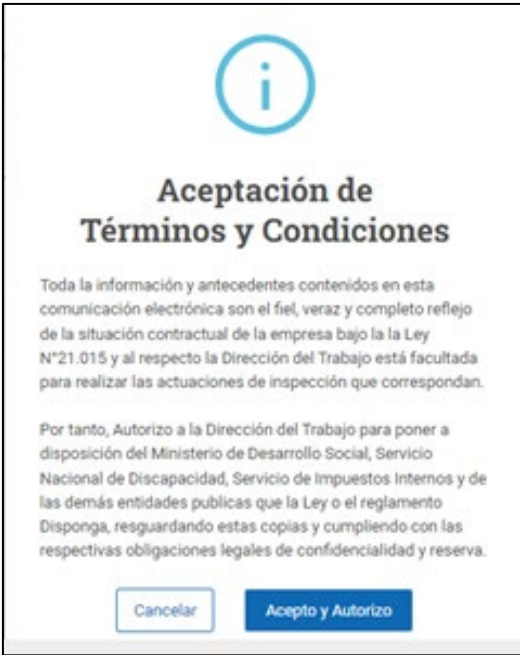 i
Aceptación de
Términos y Condiciones
Toda la información y antecedentes contenidos en esta
comunicación electrónica son el fiel, veraz y completo reflejo
de la situación contractual de la empresa bajo la la Ley
N°21.015 y al respecto la Dirección del Trabajo está facultada
para realizar las actuaciones de inspección que correspondan.
Por tanto, Autorizo a la Dirección del Trabajo para poner a
disposición del Ministerio de Desarrollo Social, Servicio
Nacional de Discapacidad, Servicio de Impuestos Internos y de
las demás entidades publicas que la Ley o el reglamento
Disponga, resguardando estas copias y cumpliendo con las
respectivas obligaciones legales de confidencialidad y reserva.
Cancelar Acepto y Autorizo